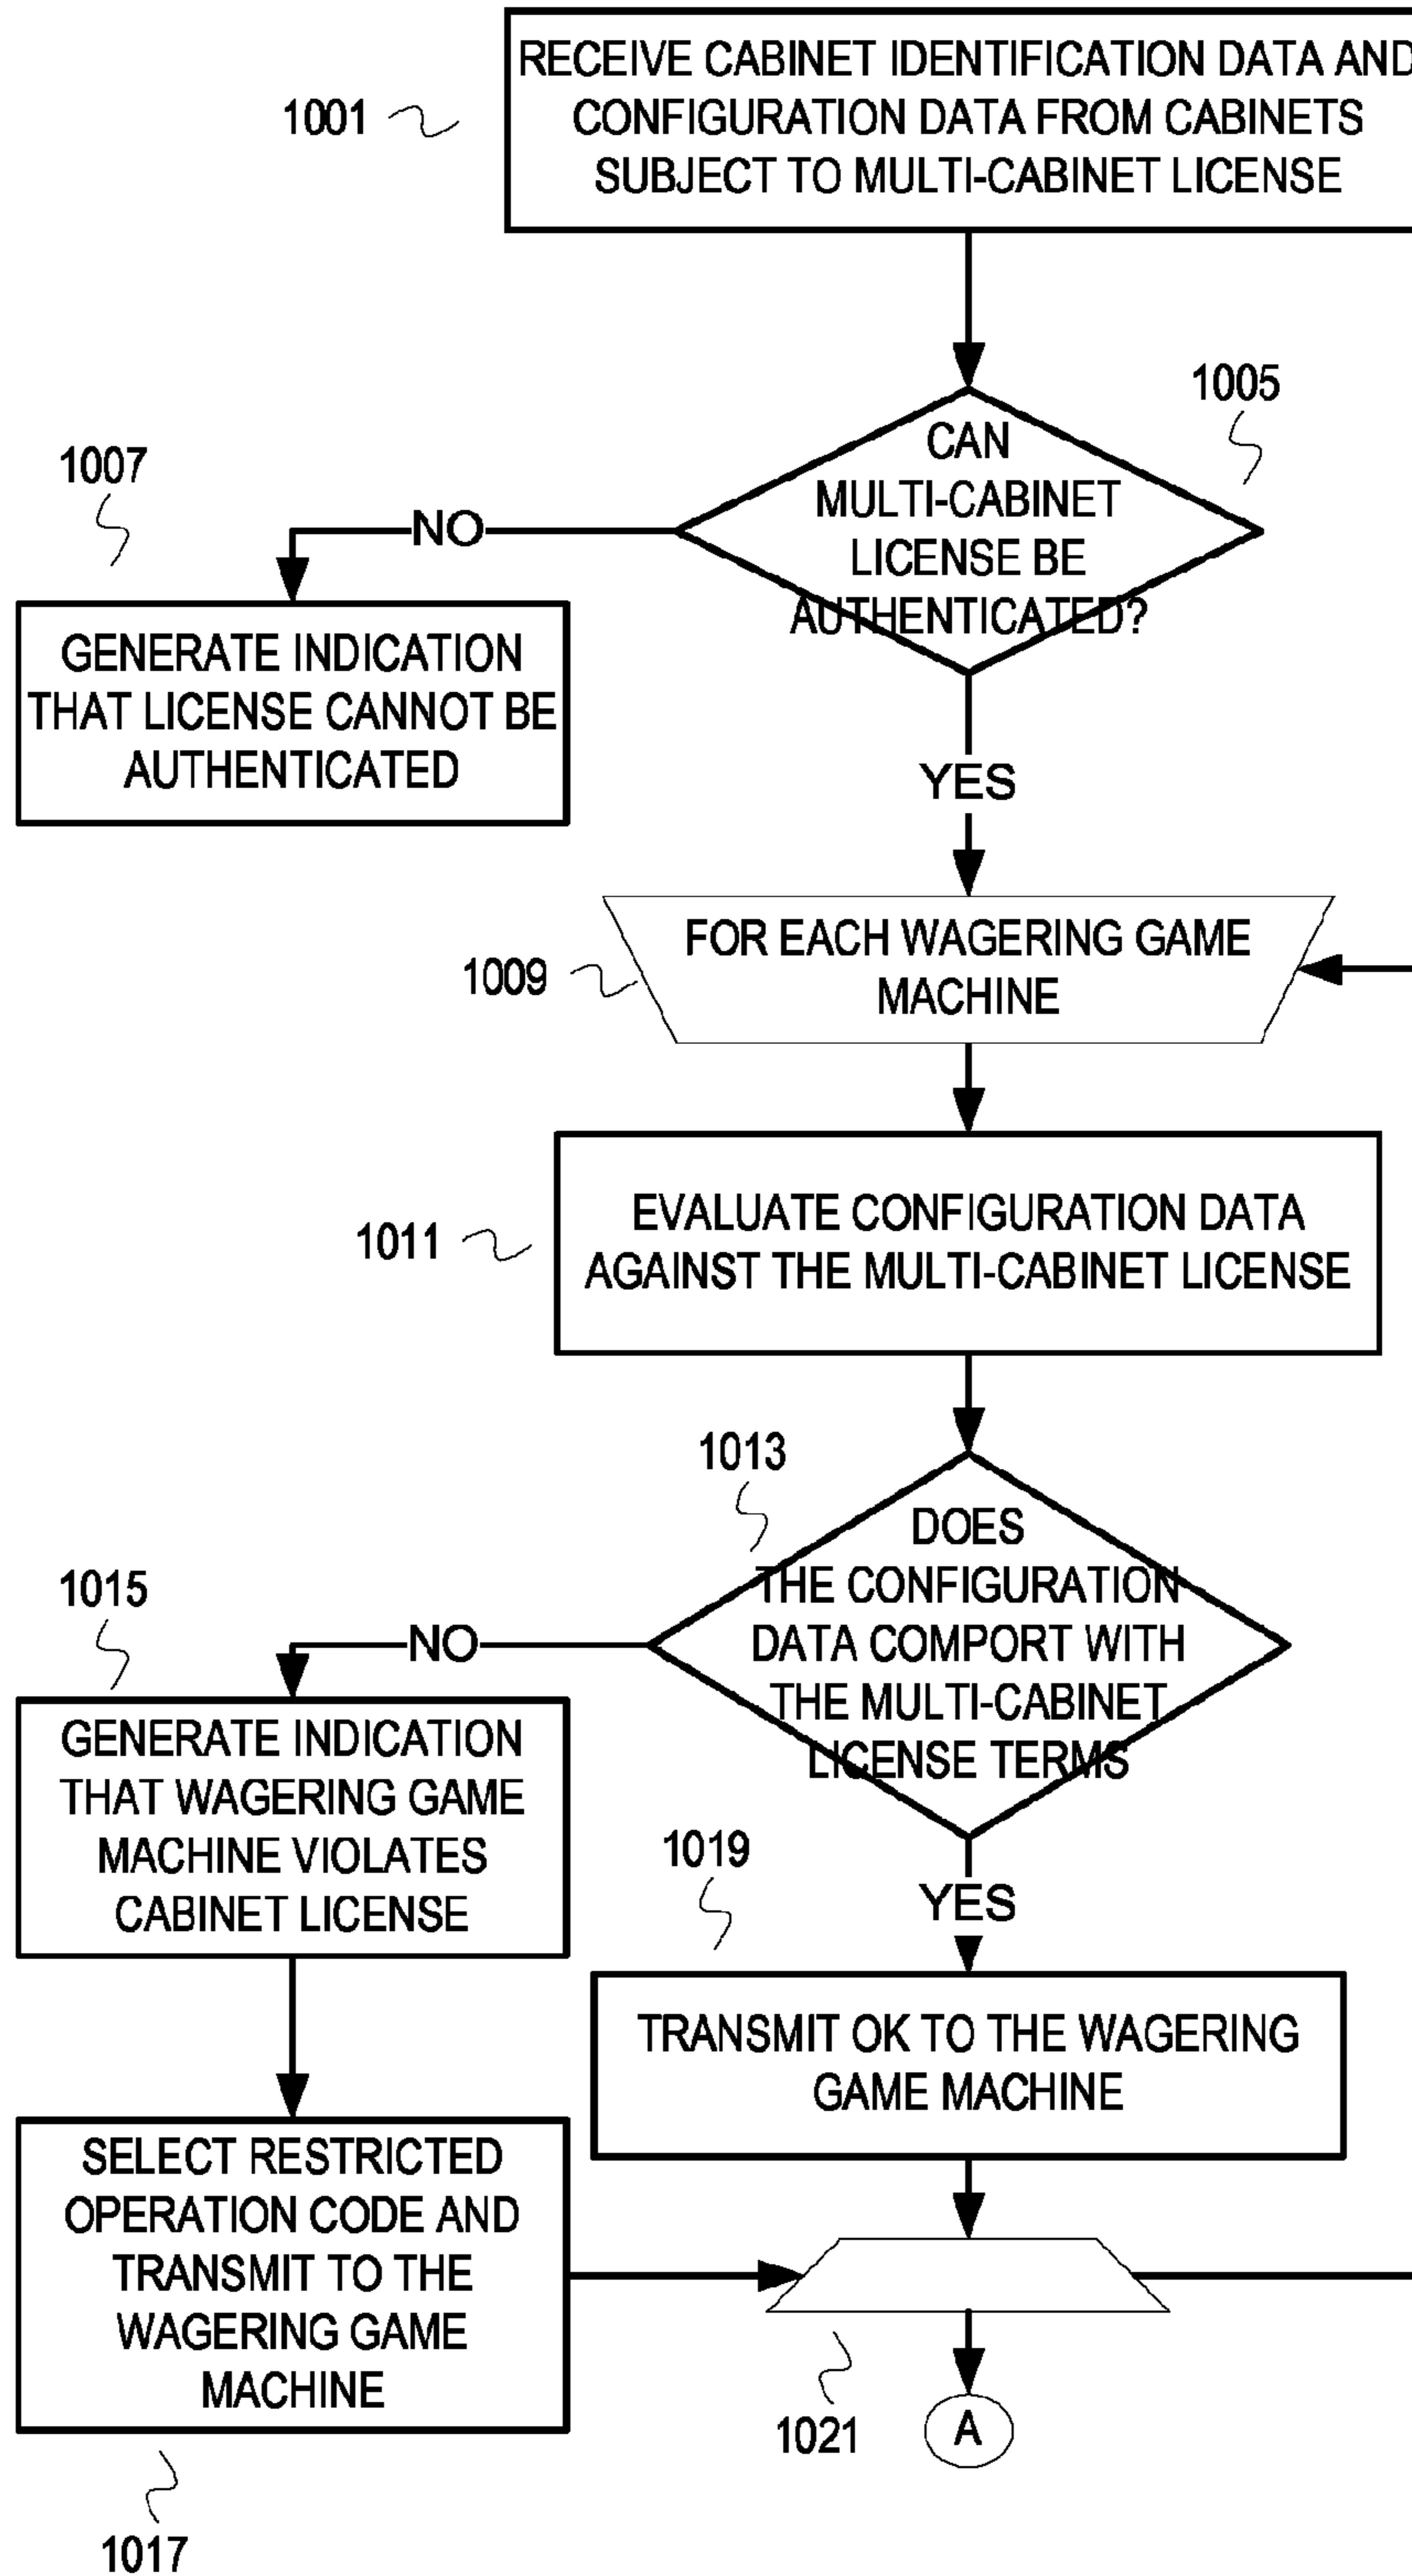 RECEIVE CABINET IDENTIFICATION DATA AND
CONFIGURATION DATA FROM CABINETS
SUBJECT TO MULTI-CABINET LICENSE
1001
1005
CAN
MULTI-CABINET
LICENSE BE
AUTHENTICATED?
1007
NO
GENERATE INDICATION
THAT LICENSE CANNOT BE
AUTHENTICATED
YES
FOR EACH WAGERING GAME
MACHINE
1009
EVALUATE CONFIGURATION DATA
AGAINST THE MULTI-CABINET LICENSE
1011
1013
DOES
THE CONFIGURATION
DATA COMPORT WITH
THE MULTI-CABINET
LICENSE TERMS
1015
NO
GENERATE INDICATION
THAT WAGERING GAME
MACHINE VIOLATES
CABINET LICENSE
1019
YES
TRANSMIT OK TO THE WAGERING
GAME MACHINE
SELECT RESTRICTED
OPERATION CODE AND
TRANSMIT TO THE
WAGERING GAME
MACHINE
1021
A
1017